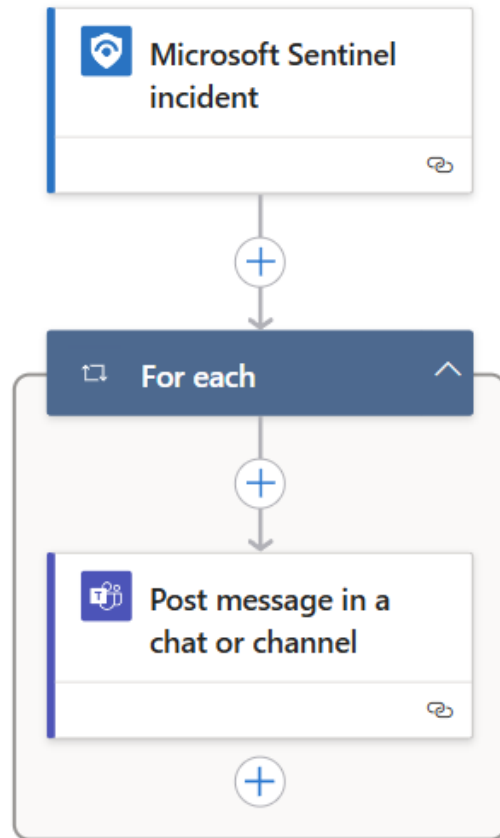 Microsoft Sentinel
incident
For each
Post message in a
chat or channel